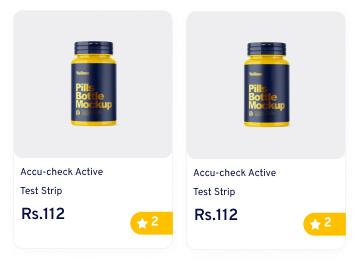 Pills
Bottle
Mockup
Accu-check Active
Test Strip
Rs.112
2
Pills
Bottle
Mockup
Accu-check Active
Test Strip
Rs.112
2